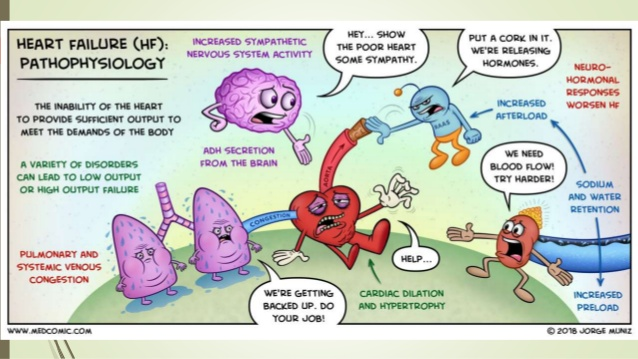 HEART FAILURE (HF):
PATHOPHYSIOLOGY
THE INABILITY OF THE HEART
TO PROVIDE SUFFICIENT OUTPUT TO
MEET THE DEMANDS OF THE BODY
A VARIETY OF DISORDERS
CAN LEAD TO LOW OUTPUT
OR HIGH OUTPUT FAILURE
PULMONARY AND
SYSTEMIC VENOUS
CONGESTION
INCREASED SYMPATHETIC
NERVOUS SYSTEM ACTIVITY
ADH SECRETION
FROM THE BRAIN
HEY... SHOW
THE POOR HEART
SOME SYMPATHY.
PUT A CORK IN IT.
WE'RE RELEASING
HORMONES.
NEURO-
HORMONAL
RESPONSES
WORSEN HF
INCREASED
AFTERLOAD
RAAS
AORTA
CONGESTION
WE NEED
BLOOD FLOW!
TRY HARDER!
SODIUM
AND WATER
RETENTION
INCREASED
PRELOAD
HELP...
CARDIAC DILATION
AND HYPERTROPHY
WE'RE GETTING
BACKED UP. DO
YOUR JOB!
WWW.MEDCOMIC.COM
© 2018 JORGE MUNIZ